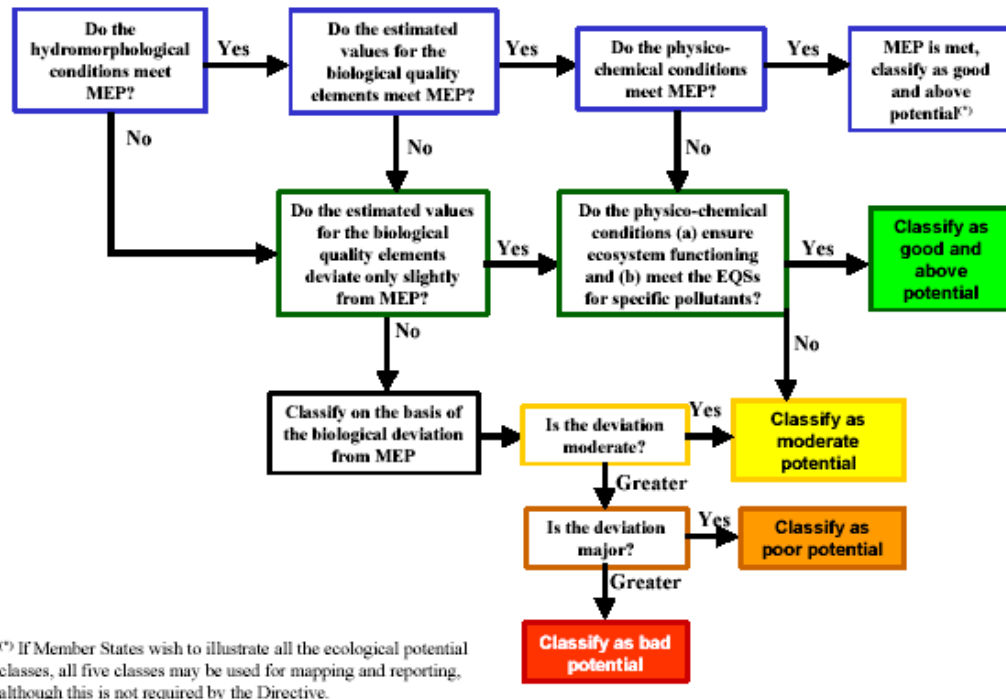 Do the
hydromorphological
conditions meet
MEP?
Yes
Do the estimated
values for the
biological quality
elements meet MEP?
Yes
Do the physico-
chemical conditions
meet MEP?
Yes
MEP is met,
classify as good
and above
potential(*)
No
No
No
Do the estimated values
for the biological
quality elements
deviate only slightly
from MEP?
Yes
Do the physico-chemical
conditions (a) ensure
ecosystem functioning
and (b) meet the EQSs
for specific pollutants?
Yes
Classify as
good and
above
potential
No
No
Classify on the basis of
the biological deviation
from MEP
Is the deviation
moderate?
Yes
Classify as
moderate
potential
Greater
Is the deviation
major?
Yes
Classify as
poor potential
Greater
Classify as bad
potential
(*) If Member States wish to illustrate all the ecological potential
classes, all five classes may be used for mapping and reporting,
although this is not required by the Directive.